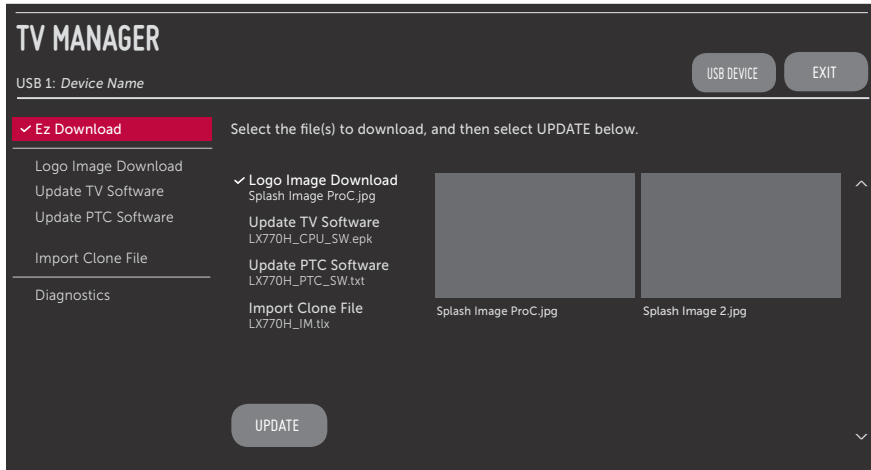 TV MANAGER
USB 1: Device Name
USB DEVICE
EXIT
Ez Download
Logo Image Download
Update TV Software
Update PTC Software
Import Clone File
Diagnostics
Select the file(s) to download, and then select UPDATE below.
Logo Image Download
Splash Image ProC.jpg
Update TV Software
LX770H_CPU_SW.epk
Update PTC Software
LX770H_PTC_SW.txt
Import Clone File
LX770H_IM.tlx
Splash Image ProC.jpg
Splash Image 2.jpg
UPDATE